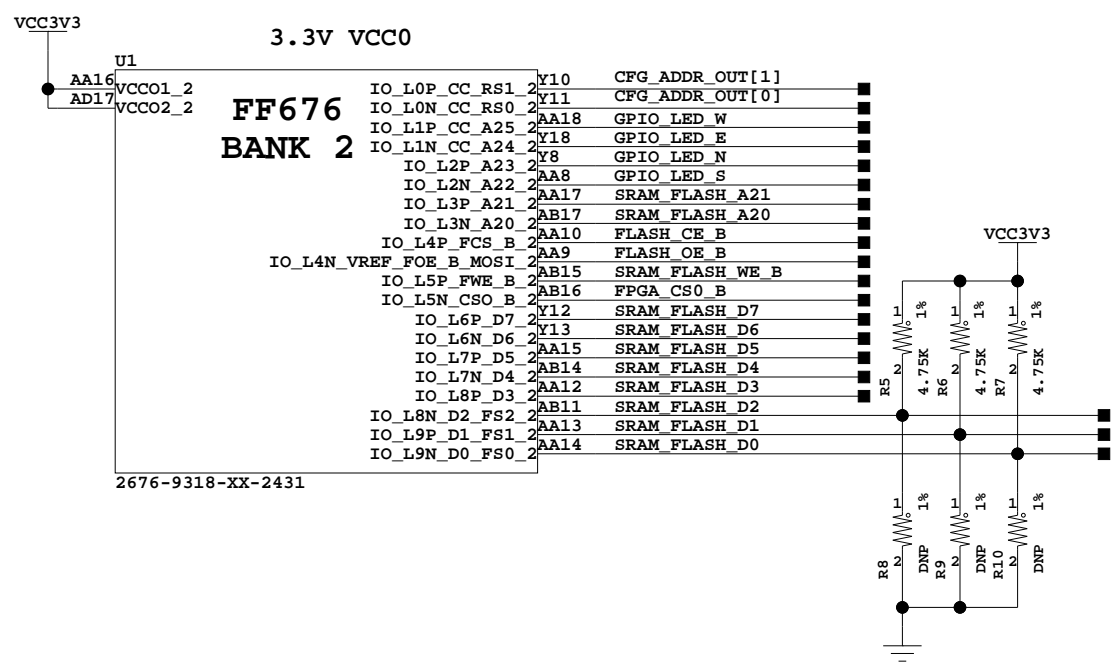 VCC3V3
3.3V VCC0
U1
AA16 VCCO1_2
AD17 VCCO2_2
FF676
BANK 2
IO_L0P_CC_RS1_2 Y10 CFG_ADDR_OUT[1]
IO_L0N_CC_RS0_2 Y11 CFG_ADDR_OUT[0]
IO_L1P_CC_A25_2 AA18 GPIO_LED_W
IO_L1N_CC_A24_2 Y18 GPIO_LED_E
IO_L2P_A23_2 Y8 GPIO_LED_N
IO_L2N_A22_2 AA8 GPIO_LED_S
IO_L3P_A21_2 AA17 SRAM_FLASH_A21
IO_L3N_A20_2 AB17 SRAM_FLASH_A20
IO_L4P_FCS_B_2 AA10 FLASH_CE_B
IO_L4N_VREF_FOE_B_MOSI_2 AA9 FLASH_OE_B
IO_L5P_FWE_B_2 AB15 SRAM_FLASH_WE_B
IO_L5N_CSO_B_2 AB16 FPGA_CS0_B
IO_L6P_D7_2 Y12 SRAM_FLASH_D7
IO_L6N_D6_2 Y13 SRAM_FLASH_D6
IO_L7P_D5_2 AA15 SRAM_FLASH_D5
IO_L7N_D4_2 AB14 SRAM_FLASH_D4
IO_L8P_D3_2 AA12 SRAM_FLASH_D3
IO_L8N_D2_FS2_2 AB11 SRAM_FLASH_D2
IO_L9P_D1_FS1_2 AA13 SRAM_FLASH_D1
IO_L9N_D0_FS0_2 AA14 SRAM_FLASH_D0
2676-9318-XX-2431
VCC3V3
1 1% 1 1% 1 1%
R5 2 4.75K R6 2 4.75K R7 2 4.75K
1 1% 1 1% 1 1%
R8 2 DNP R9 2 DNP R10 2 DNP